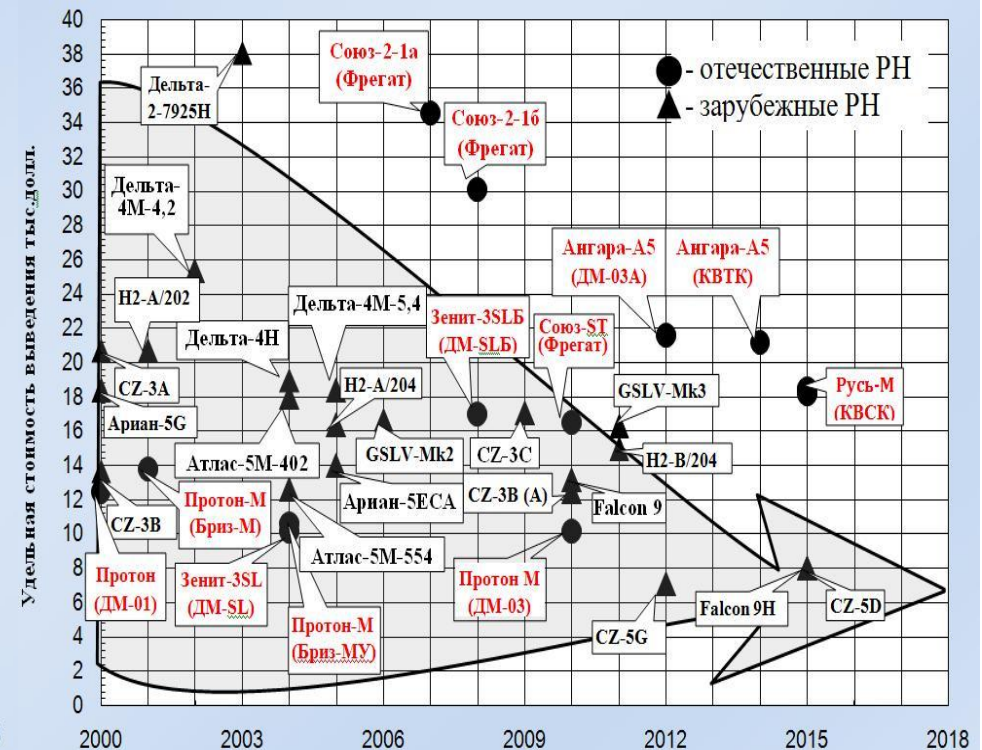 Удельная стоимость выведения тыс.долл.
40
38
36
34
32
30
28
26
24
22
20
18
16
14
12
10
8
6
4
2
0
- отечественные РН
- зарубежные РН
Дельта-
2-7925H
Союз-2-1а
(Фрегат)
Союз-2-1б
(Фрегат)
Дельта-
4М-4,2
H2-A/202
Дельта-4Н
Дельта-4М-5,4
Зенит-3SLБ
(ДМ-SLБ)
Союз-ST
(Фрегат)
Ангара-А5
(ДМ-03А)
Ангара-А5
(КВТК)
CZ-3A
Ариан-5G
H2-A/204
GSLV-Mk3
Русь-М
(КВСК)
Атлас-5М-402
GSLV-Mk2
CZ-3C
H2-B/204
CZ-3B
Протон-М
(Бриз-М)
Ариан-5ECA
CZ-3B (A)
Falcon 9
Атлас-5М-554
Протон
(ДМ-01)
Зенит-3SL
(ДМ-SL)
Протон-М
(Бриз-МУ)
Протон М
(ДМ-03)
CZ-5G
Falcon 9H
CZ-5D
2000
2003
2006
2009
2012
2015
2018